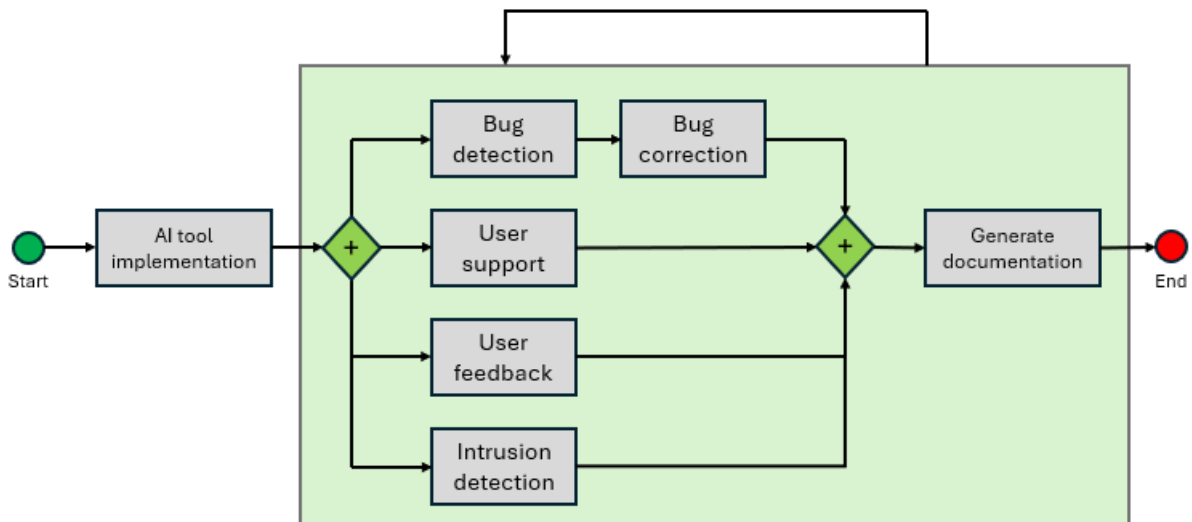 Bug
detection
Bug
correction
Start
AI tool
implementation
+
User
support
+
Generate
documentation
End
User
feedback
Intrusion
detection